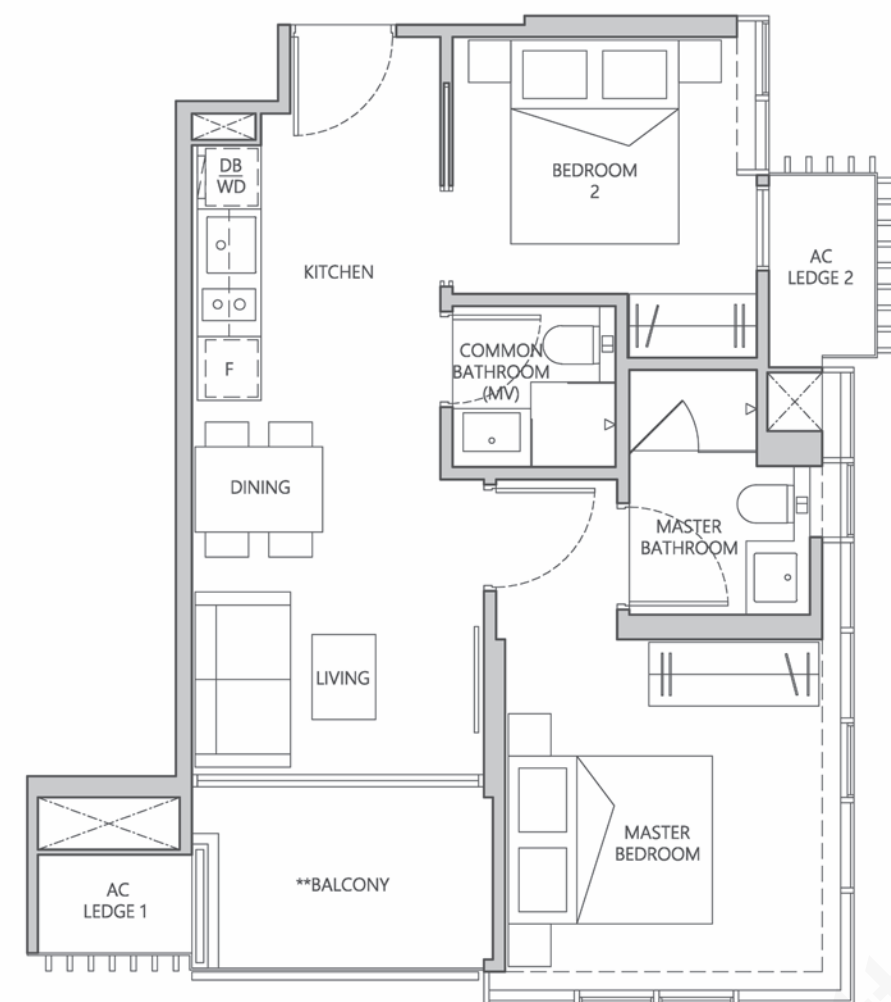 DB
WD
BEDROOM
2
KITCHEN
AC
LEDGE 2
COMMON
BATHROOM
(MV)
F
DINING
MASTER
BATHROOM
LIVING
MASTER
BEDROOM
**BALCONY
AC
LEDGE 1